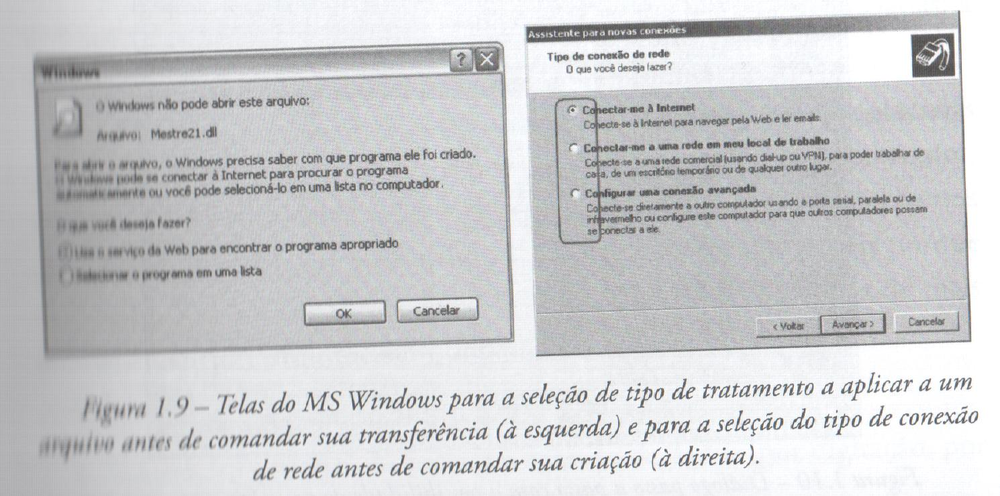 Windows
O Windows não pode abrir este arquivo:
Arquivo: Mestre21.dll
Para abrir o arquivo, o Windows precisa saber com que programa ele foi criado.
O Windows pode se conectar à Internet para procurar o programa
automaticamente ou você pode selecioná-lo em uma lista no computador.
O que você deseja fazer?
Use o serviço da Web para encontrar o programa apropriado
Selecionar o programa em uma lista
OK
Cancelar
Assistente para novas conexões
Tipo de conexão de rede
O que você deseja fazer?
Conectar-me à Internet
Conecte-se à Internet para navegar pela Web e ler emails.
Conectar-me a uma rede em meu local de trabalho
Conecte-se a uma rede comercial (usando dial-up ou VPN), para poder trabalhar de
casa, de um escritório temporário ou de qualquer outro lugar.
Configurar uma conexão avançada
Conecte-se diretamente a outro computador usando a porta serial, paralela ou de
infravermelho ou configure este computador para que outros computadores possam
se conectar a ele.
< Voltar
Avançar >
Cancelar
Figura 1.9 – Telas do MS Windows para a seleção de tipo de tratamento a aplicar a um
arquivo antes de comandar sua transferência (à esquerda) e para a seleção do tipo de conexão
de rede antes de comandar sua criação (à direita).